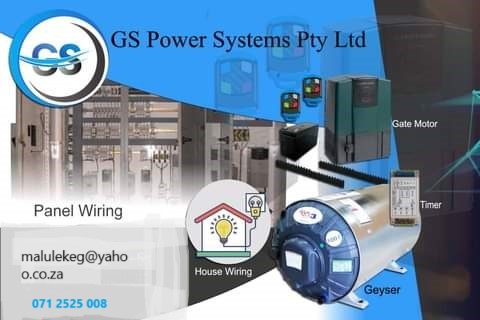 GS
GS Power Systems Pty Ltd
Gate Motor
Panel Wiring
Timer
House Wiring
Geyser
malulekeg@yaho
o.co.za
071 2525 008